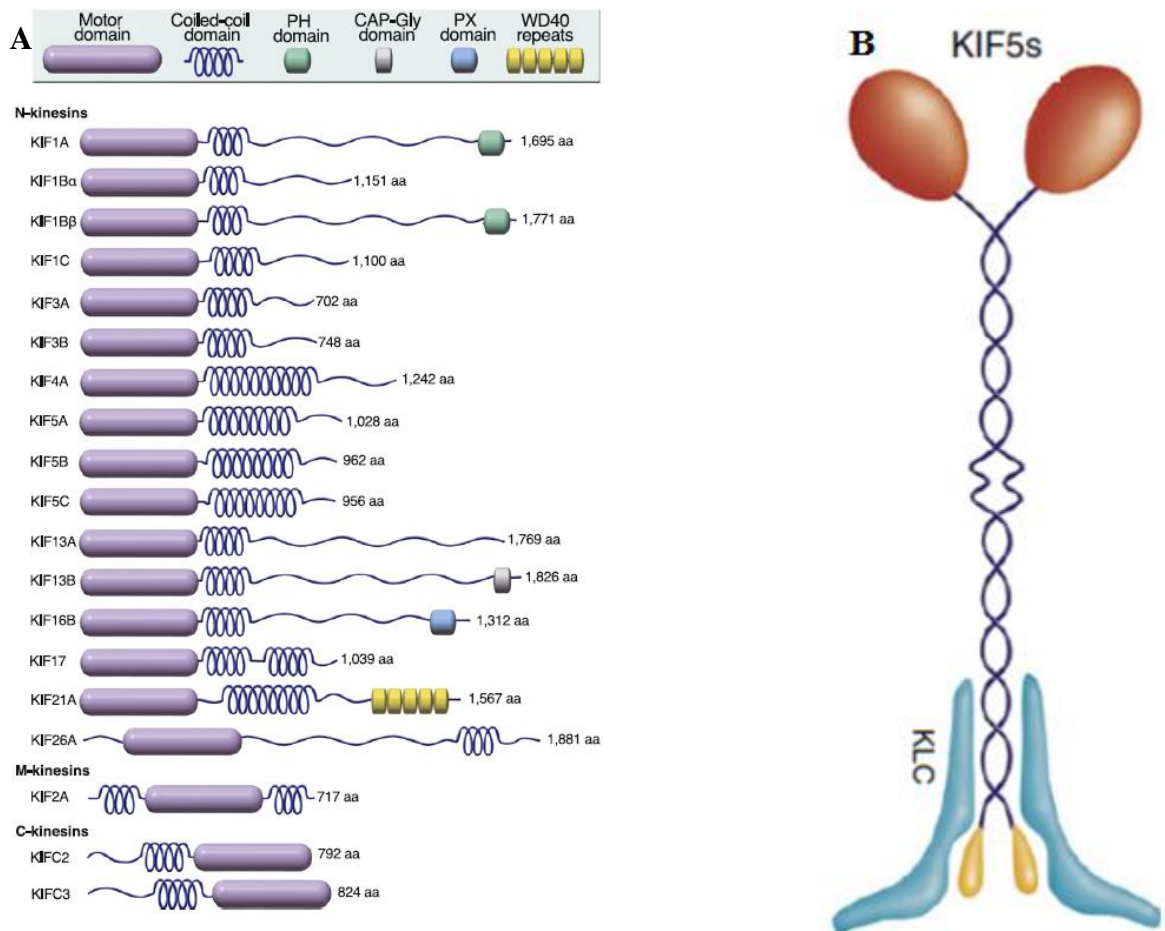 A
Motor domain
Coiled-coil domain
PH domain
CAP-Gly domain
PX domain
WD40 repeats
N-kinesins
KIF1A 1,695 aa
KIF1Bα 1,151 aa
KIF1Bβ 1,771 aa
KIF1C 1,100 aa
KIF3A 702 aa
KIF3B 748 aa
KIF4A 1,242 aa
KIF5A 1,028 aa
KIF5B 962 aa
KIF5C 956 aa
KIF13A 1,769 aa
KIF13B 1,826 aa
KIF16B 1,312 aa
KIF17 1,039 aa
KIF21A 1,567 aa
KIF26A 1,881 aa
M-kinesins
KIF2A 717 aa
C-kinesins
KIFC2 792 aa
KIFC3 824 aa
B
KIF5s
KLC